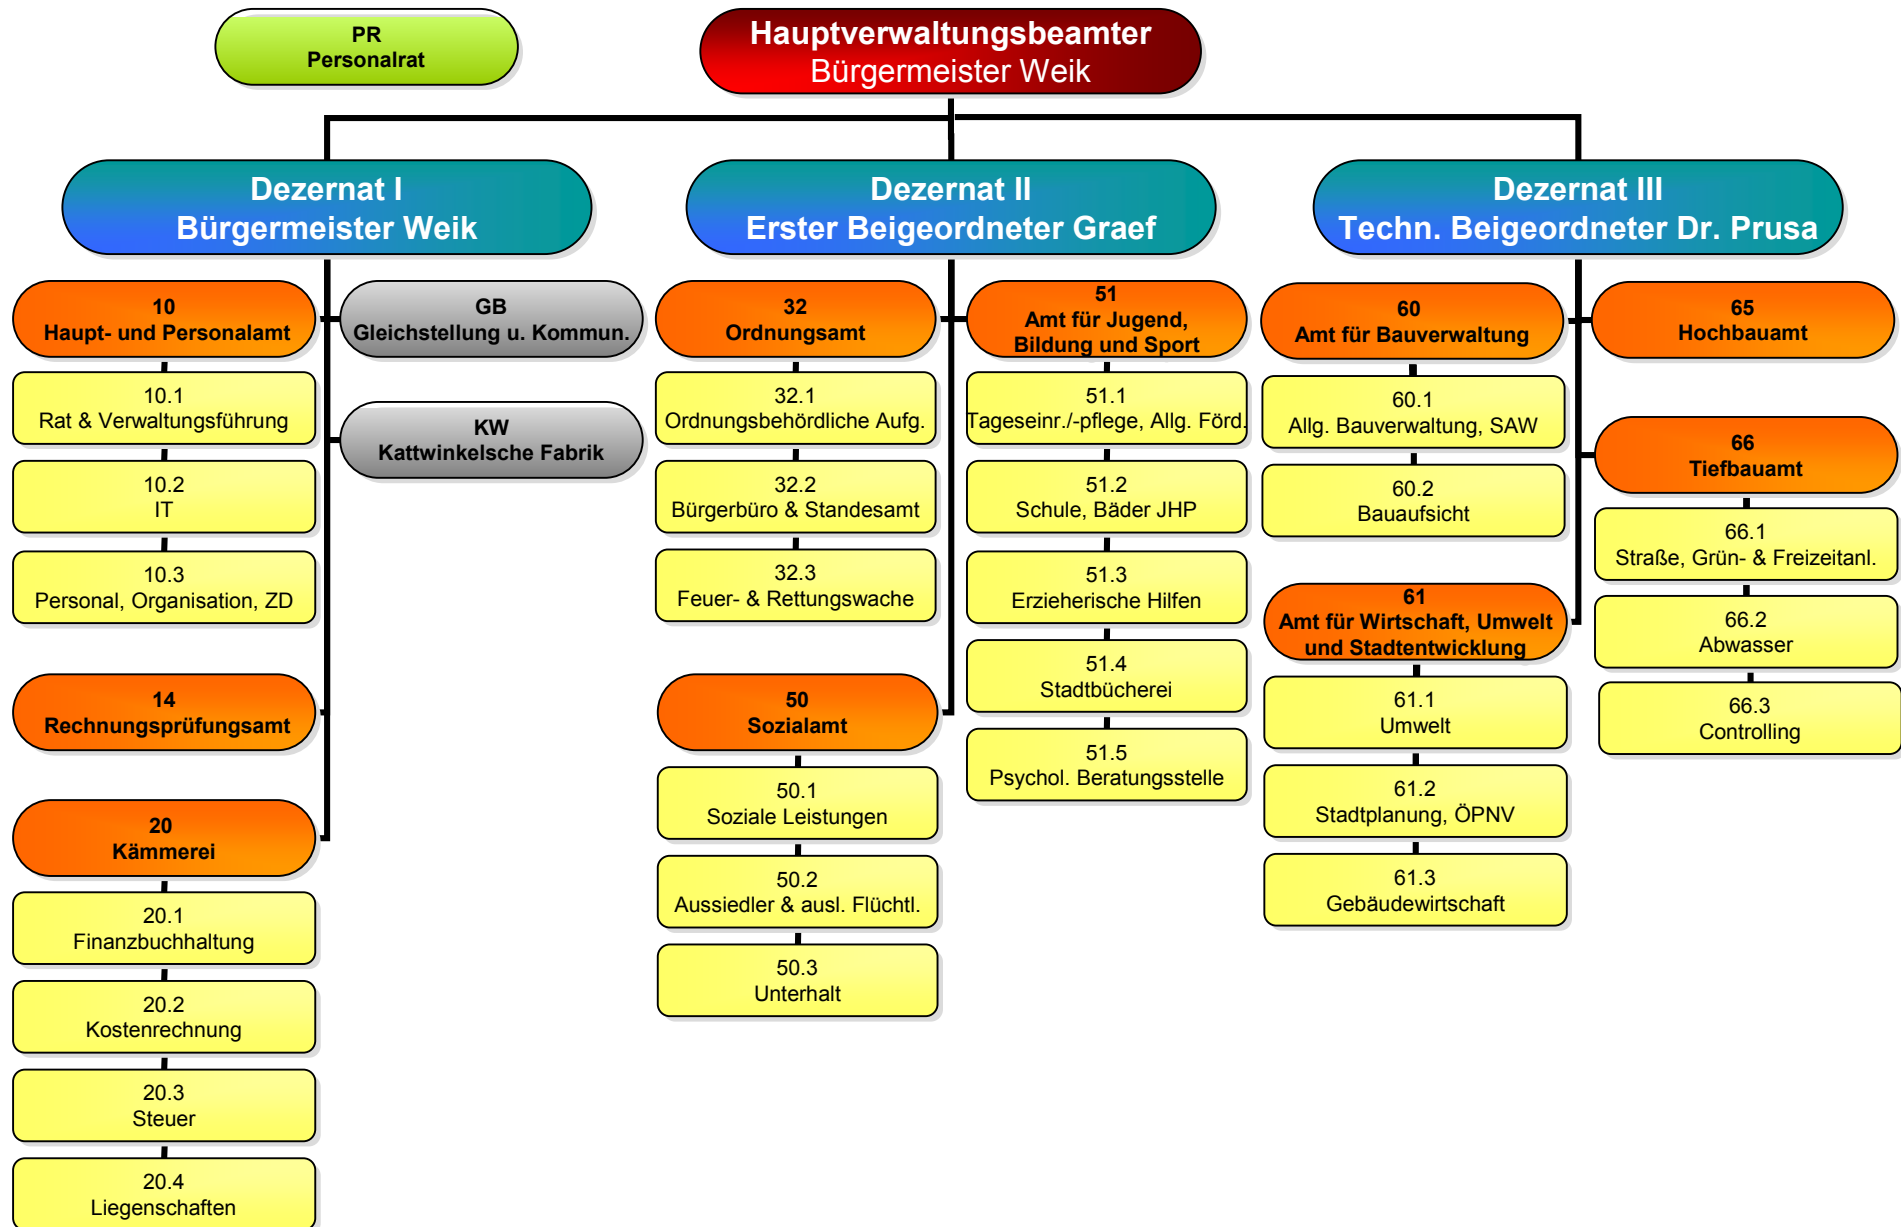 PR
Personalrat
Hauptverwaltungsbeamter
Bürgermeister Weik
Dezernat I
Bürgermeister Weik
Dezernat II
Erster Beigeordneter Graef
Dezernat III
Techn. Beigeordneter Dr. Prusa
10
Haupt- und Personalamt
10.1
Rat & Verwaltungsführung
10.2
IT
10.3
Personal, Organisation, ZD
14
Rechnungsprüfungsamt
20
Kämmerei
20.1
Finanzbuchhaltung
20.2
Kostenrechnung
20.3
Steuer
20.4
Liegenschaften
GB
Gleichstellung u. Kommun.
KW
Kattwinkelsche Fabrik
32
Ordnungsamt
32.1
Ordnungsbehördliche Aufg.
32.2
Bürgerbüro & Standesamt
32.3
Feuer- & Rettungswache
50
Sozialamt
50.1
Soziale Leistungen
50.2
Aussiedler & ausl. Flüchtl.
50.3
Unterhalt
51
Amt für Jugend,
Bildung und Sport
51.1
Tageseinr./-pflege, Allg. Förd.
51.2
Schule, Bäder JHP
51.3
Erzieherische Hilfen
51.4
Stadtbücherei
51.5
Psychol. Beratungsstelle
60
Amt für Bauverwaltung
60.1
Allg. Bauverwaltung, SAW
60.2
Bauaufsicht
61
Amt für Wirtschaft, Umwelt
und Stadtentwicklung
61.1
Umwelt
61.2
Stadtplanung, ÖPNV
61.3
Gebäudewirtschaft
65
Hochbauamt
66
Tiefbauamt
66.1
Straße, Grün- & Freizeitanl.
66.2
Abwasser
66.3
Controlling